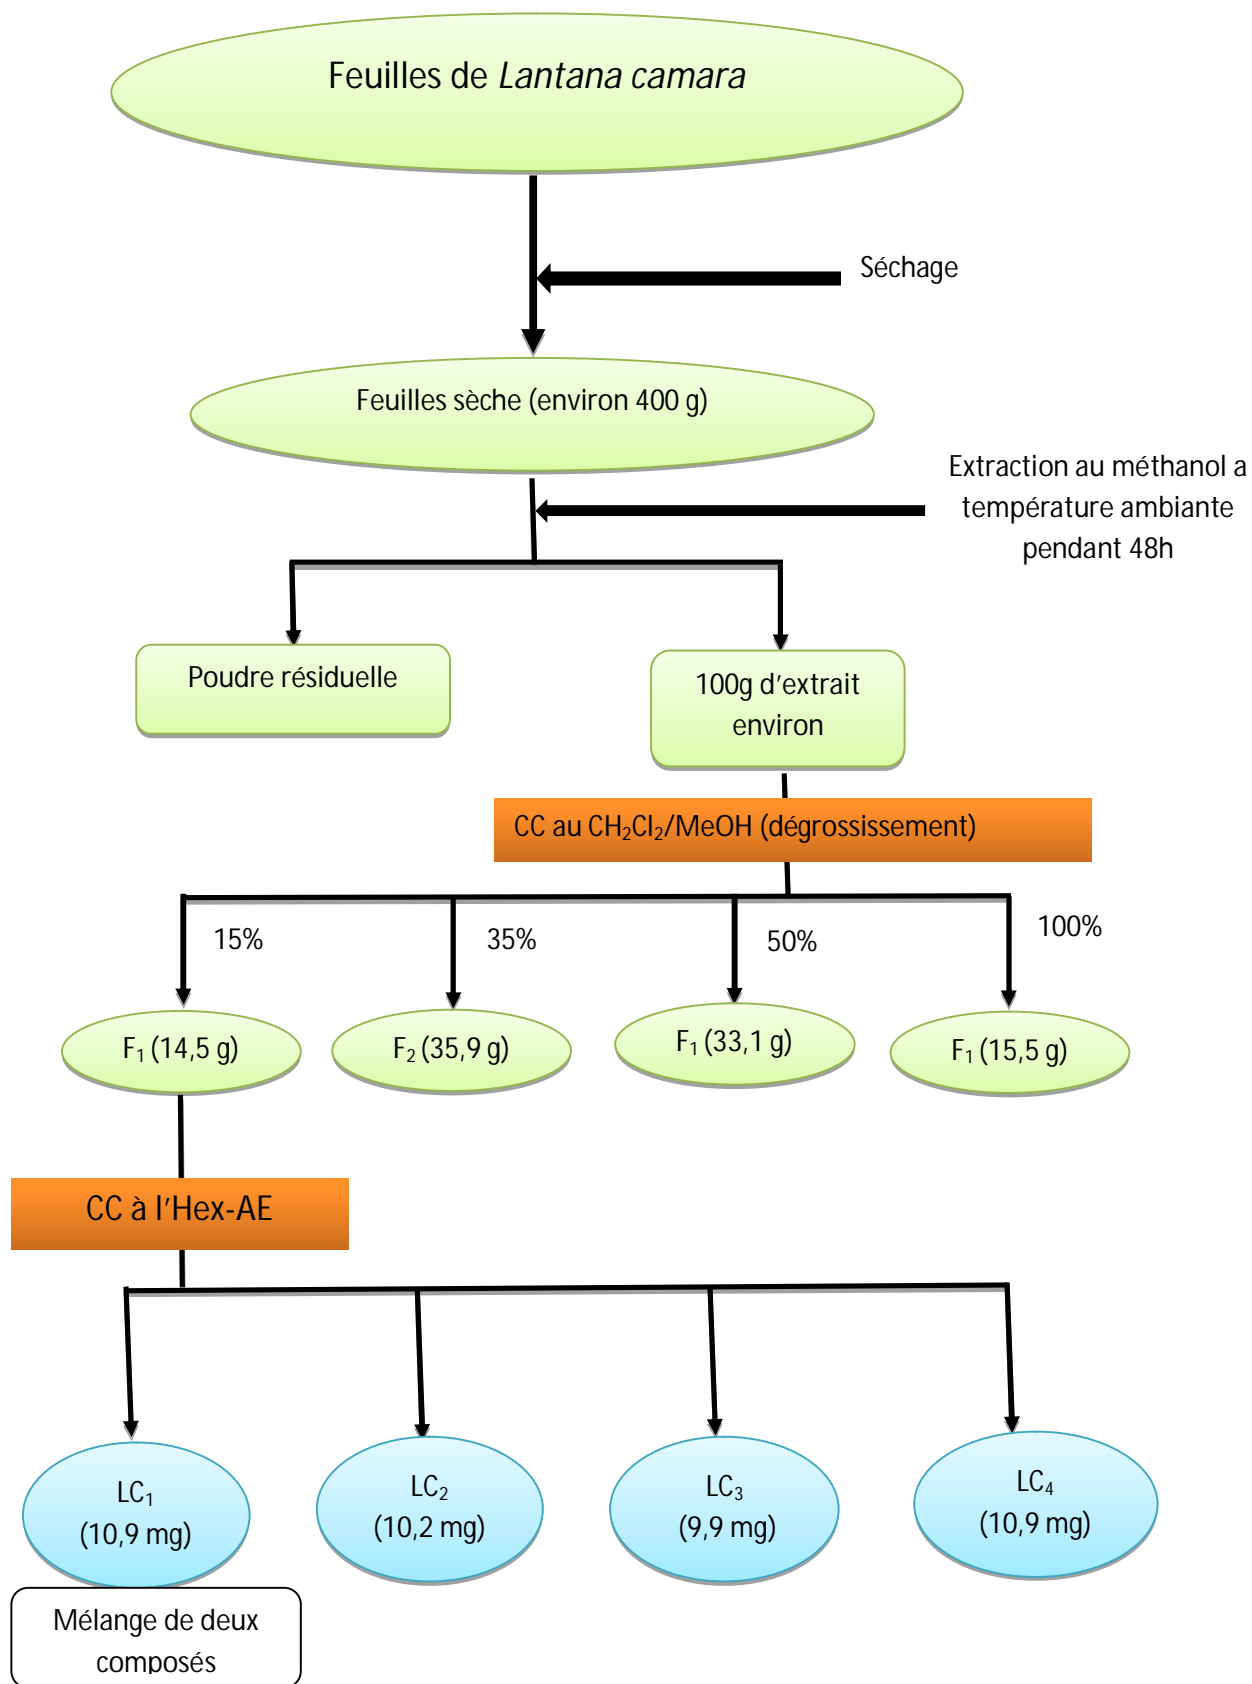 Feuilles de Lantana camara
Séchage
Feuilles sèche (environ 400 g)
Extraction au méthanol a
température ambiante
pendant 48h
Poudre résiduelle
100g d’extrait
environ
CC au CH₂Cl₂/MeOH (dégrossissement)
15%
35%
50%
100%
F₁ (14,5 g)
F₂ (35,9 g)
F₁ (33,1 g)
F₁ (15,5 g)
CC à l’Hex-AE
LC₁
(10,9 mg)
LC₂
(10,2 mg)
LC₃
(9,9 mg)
LC₄
(10,9 mg)
Mélange de deux
composés